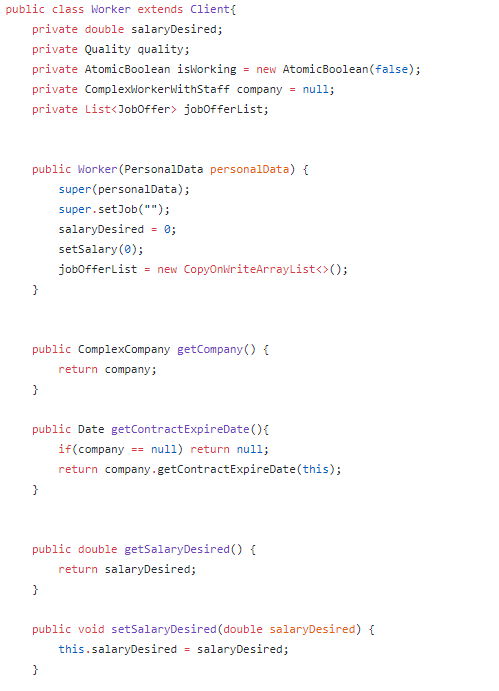 public class Worker extends Client{
    private double salaryDesired;
    private Quality quality;
    private AtomicBoolean isWorking = new AtomicBoolean(false);
    private ComplexWorkerWithStaff company = null;
    private List<JobOffer> jobOfferList;
    public Worker(PersonalData personalData) {
        super(personalData);
        super.setJob("");
        salaryDesired = 0;
        setSalary(0);
        jobOfferList = new CopyOnWriteArrayList<>();
    }
    public ComplexCompany getCompany() {
        return company;
    }
    public Date getContractExpireDate(){
        if(company == null) return null;
        return company.getContractExpireDate(this);
    }
    public double getSalaryDesired() {
        return salaryDesired;
    }
    public void setSalaryDesired(double salaryDesired) {
        this.salaryDesired = salaryDesired;
    }